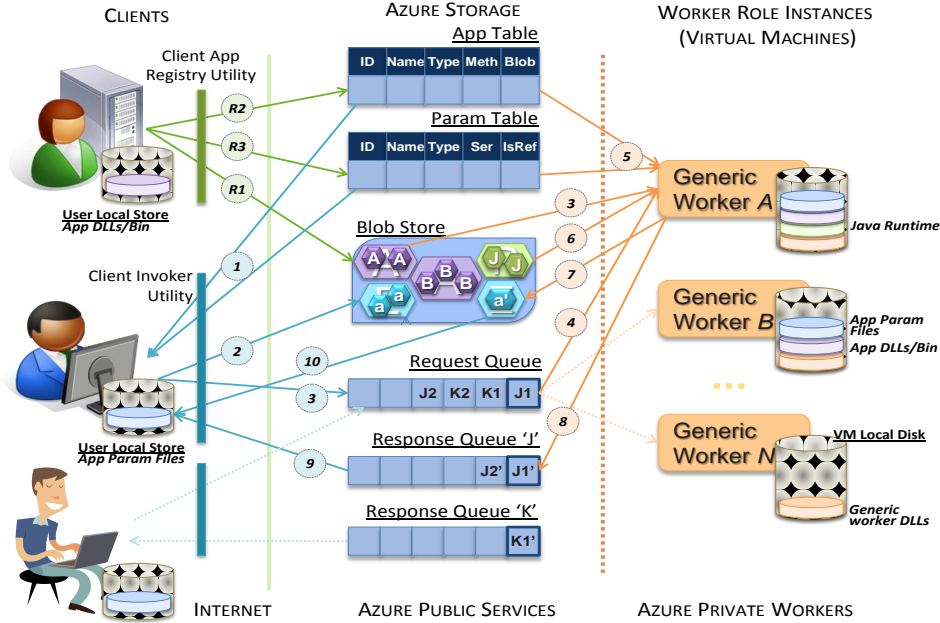 CLIENTS
AZURE STORAGE
WORKER ROLE INSTANCES
(VIRTUAL MACHINES)
Client App
Registry Utility
App Table
ID Name Type Meth Blob
R2
R3
R1
Param Table
ID Name Type Ser IsRef
5
User Local Store
App DLLs/Bin
Generic
Worker A
Java Runtime
Blob Store
3
6
7
4
A A
B B B
J J
a a
a'
Client Invoker
Utility
1
2
10
3
Generic
Worker B
App Param
Files
App DLLs/Bin
...
Request Queue
J2 K2 K1 J1
8
User Local Store
App Param Files
9
Response Queue ‘J’
J2’ J1’
Generic
Worker N
VM Local Disk
Generic
worker DLLs
Response Queue ‘K’
K1’
INTERNET
AZURE PUBLIC SERVICES
AZURE PRIVATE WORKERS